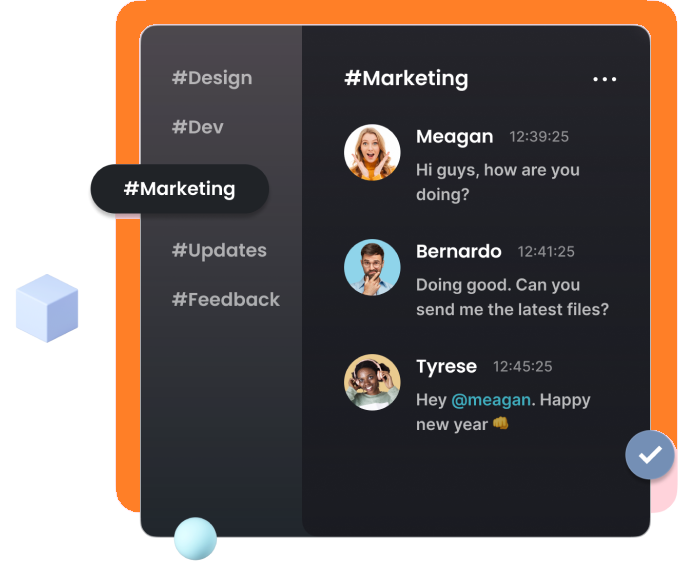 #Design
#Dev
#Marketing
#Updates
#Feedback
#Marketing
Meagan 12:39:25
Hi guys, how are you
doing?
Bernardo 12:41:25
Doing good. Can you
send me the latest files?
Tyrese 12:45:25
Hey @meagan. Happy
new year 👊